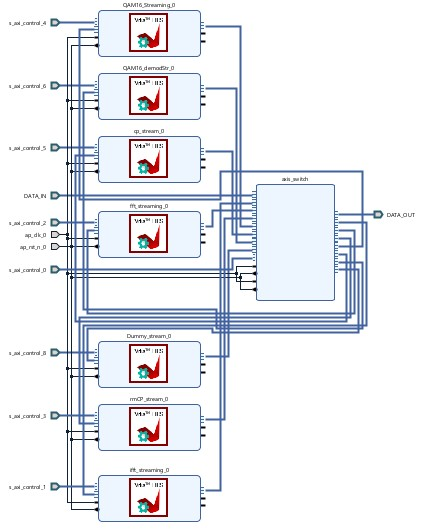 QAM16_Streaming_0
s_axi_control_4
QAM16_demodStr_0
s_axi_control_6
cp_stream_0
s_axi_control_5
axis_switch
DATA_IN
fft_streaming_0
s_axi_control_2
DATA_OUT
ap_clk_0
ap_rst_n_0
s_axi_control_0
Dummy_stream_0
s_axi_control_8
rmCP_stream_0
s_axi_control_3
ifft_streaming_0
s_axi_control_1